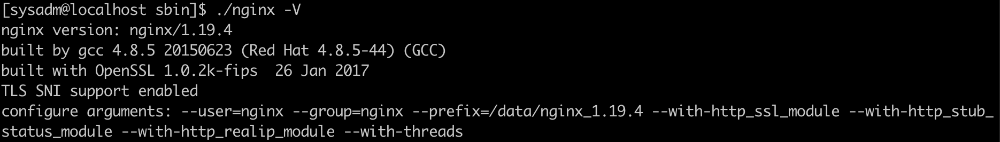 [sysadm@localhost sbin]$ ./nginx -V
nginx version: nginx/1.19.4
built by gcc 4.8.5 20150623 (Red Hat 4.8.5-44) (GCC)
built with OpenSSL 1.0.2k-fips  26 Jan 2017
TLS SNI support enabled
configure arguments: --user=nginx --group=nginx --prefix=/data/nginx_1.19.4 --with-http_ssl_module --with-http_stub_
status_module --with-http_realip_module --with-threads